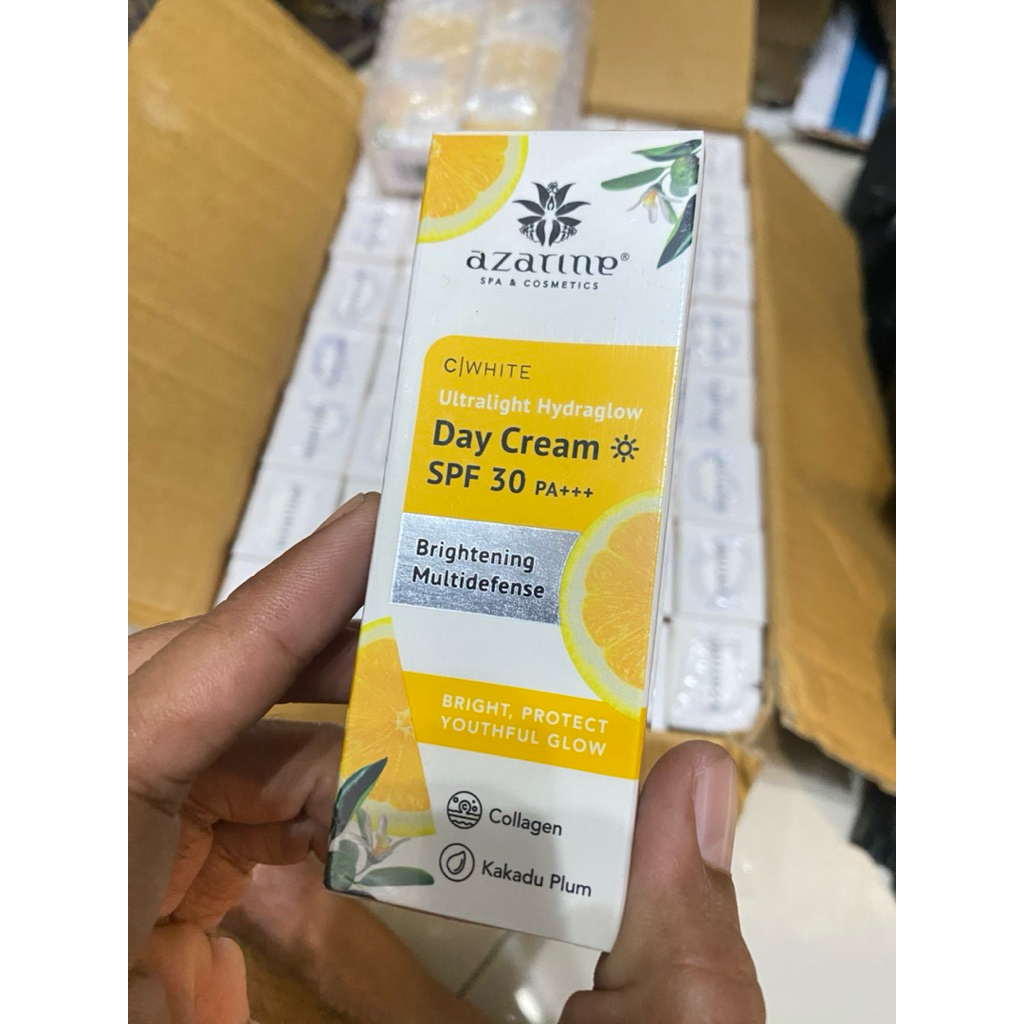 azarine®
SPA & COSMETICS
C|WHITE
Ultralight Hydraglow
Day Cream
SPF 30 PA+++
Brightening
Multidefense
BRIGHT, PROTECT
YOUTHFUL GLOW
Collagen
Kakadu Plum